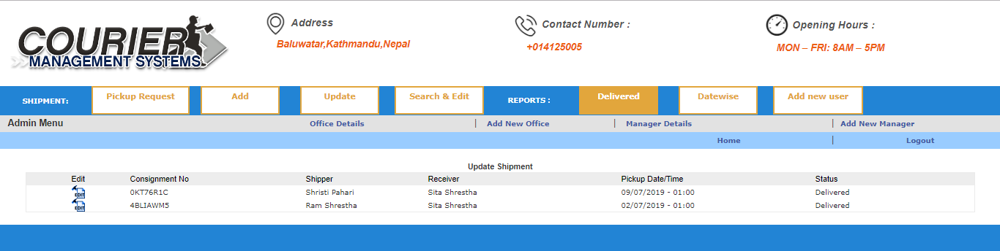 COURIER
MANAGEMENT SYSTEMS
Address
Baluwatar,Kathmandu,Nepal
Contact Number :
+014125005
Opening Hours :
MON – FRI: 8AM – 5PM
SHIPMENT: Pickup Request Add Update Search & Edit REPORTS : Delivered Datewise Add new user
Admin Menu Office Details | Add New Office | Manager Details | Add New Manager
Home | Logout
Update Shipment
Edit Consignment No Shipper Receiver Pickup Date/Time Status
EDIT 0KT76R1C Shristi Pahari Sita Shrestha 09/07/2019 - 01:00 Delivered
EDIT 4BLIAWM5 Ram Shrestha Sita Shrestha 02/07/2019 - 01:00 Delivered